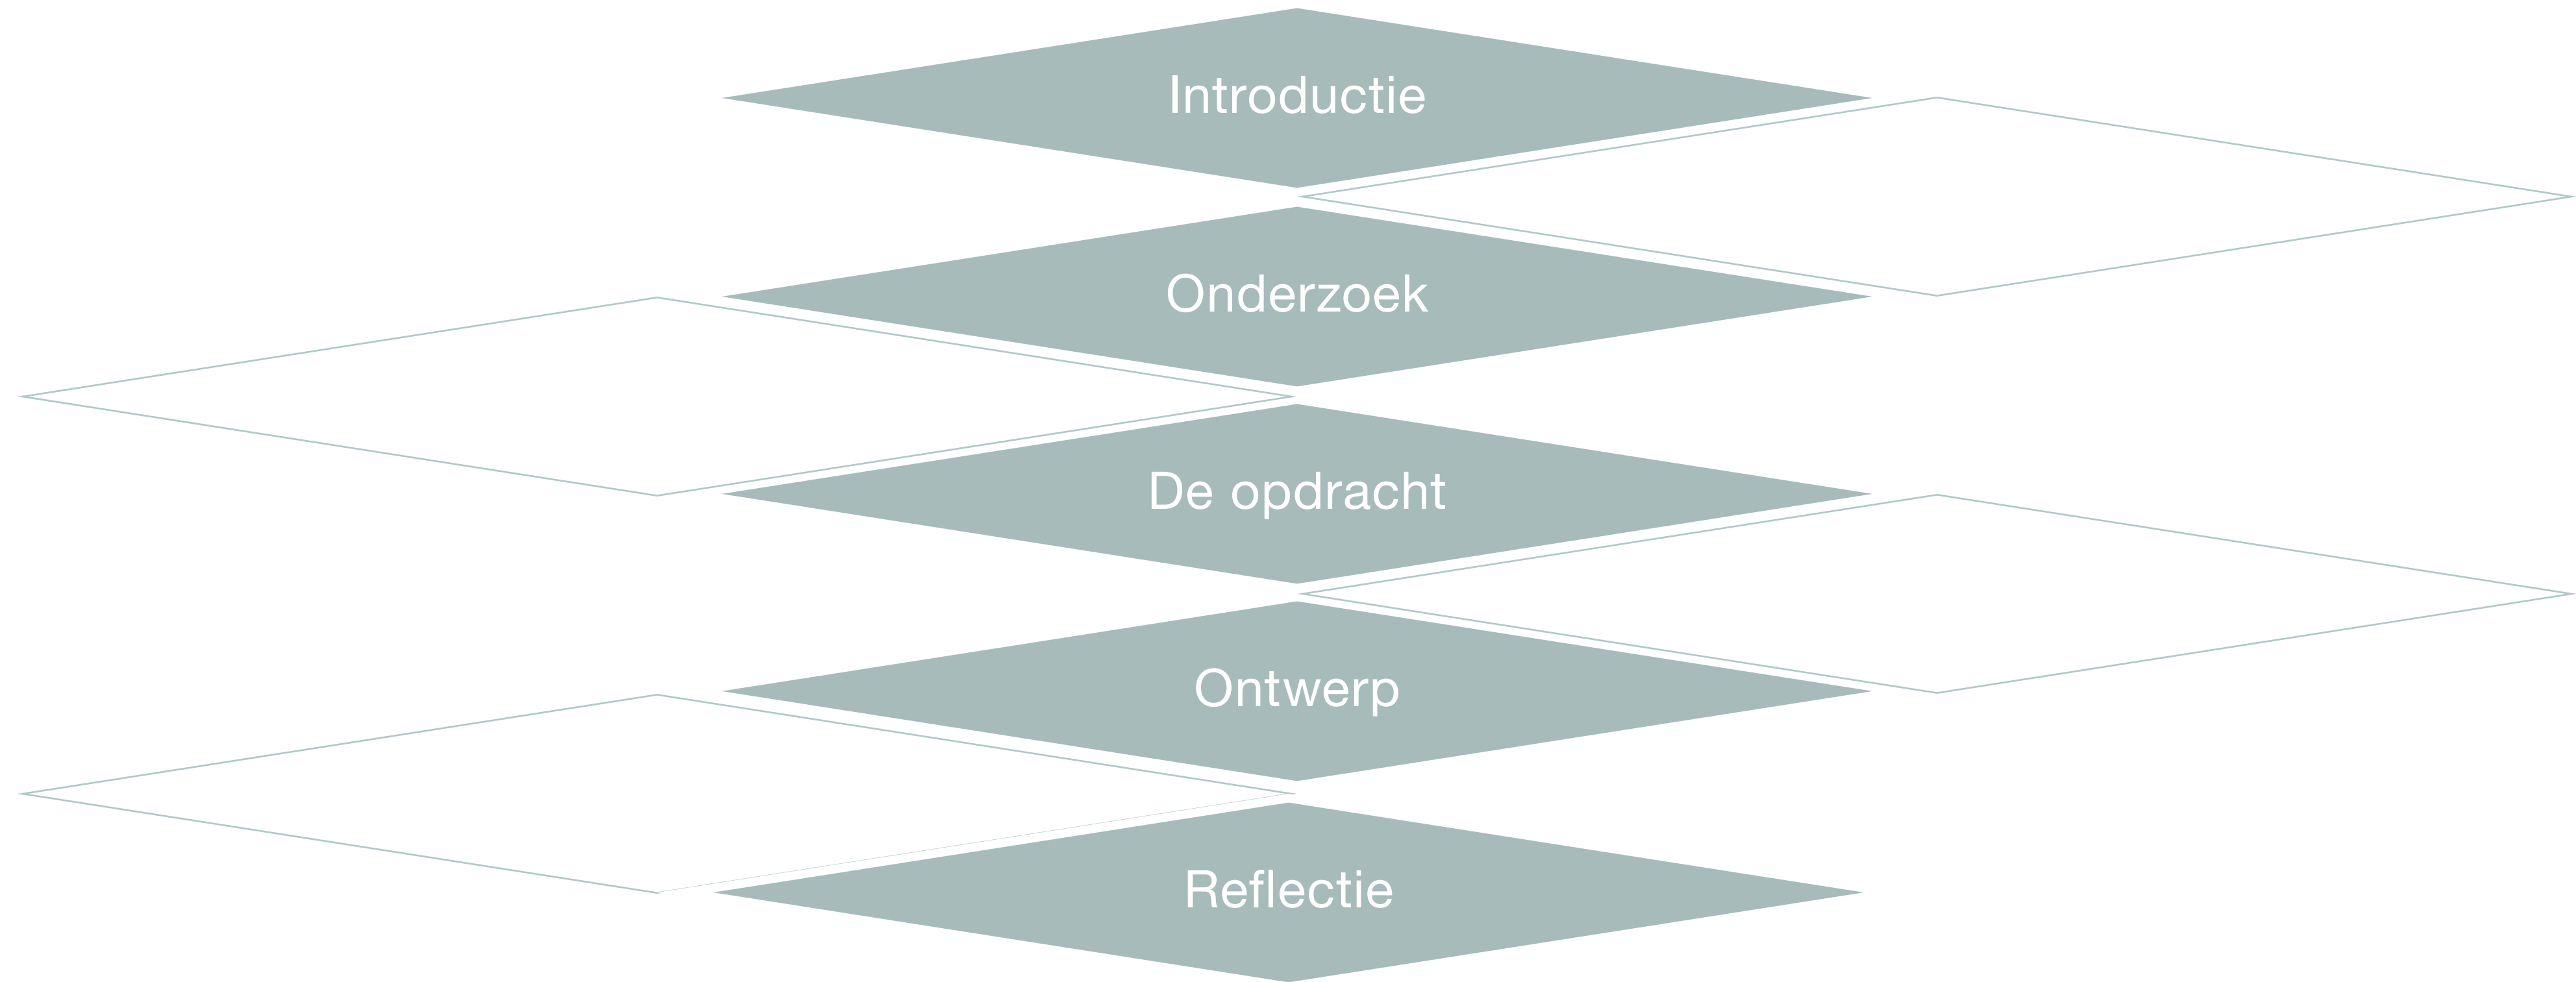 Introductie
Onderzoek
De opdracht
Ontwerp
Reflectie